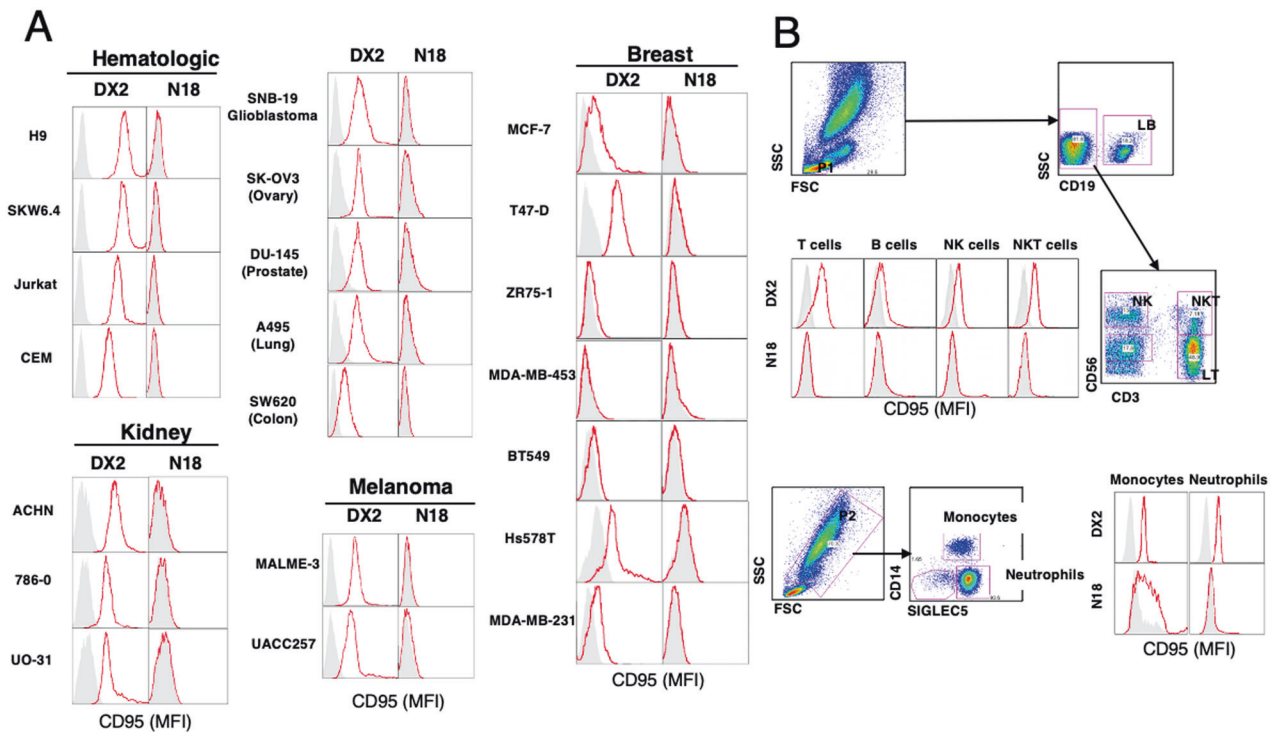 A
Hematologic
DX2 N18
H9
SKW6.4
Jurkat
CEM
Kidney
DX2 N18
ACHN
786-0
UO-31
CD95 (MFI)
DX2 N18
SNB-19
Glioblastoma
SK-OV3
(Ovary)
DU-145
(Prostate)
A495
(Lung)
SW620
(Colon)
Melanoma
DX2 N18
MALME-3
UACC257
CD95 (MFI)
Breast
DX2 N18
MCF-7
T47-D
ZR75-1
MDA-MB-453
BT549
Hs578T
MDA-MB-231
CD95 (MFI)
B
SSC
P1
FSC
SSC
LB
CD19
T cells B cells NK cells NKT cells
DX2
N18
CD95 (MFI)
NK NKT
LT
CD56
CD3
SSC
P2
FSC
CD14
Monocytes
Neutrophils
SIGLEC5
Monocytes Neutrophils
DX2
N18
CD95 (MFI)